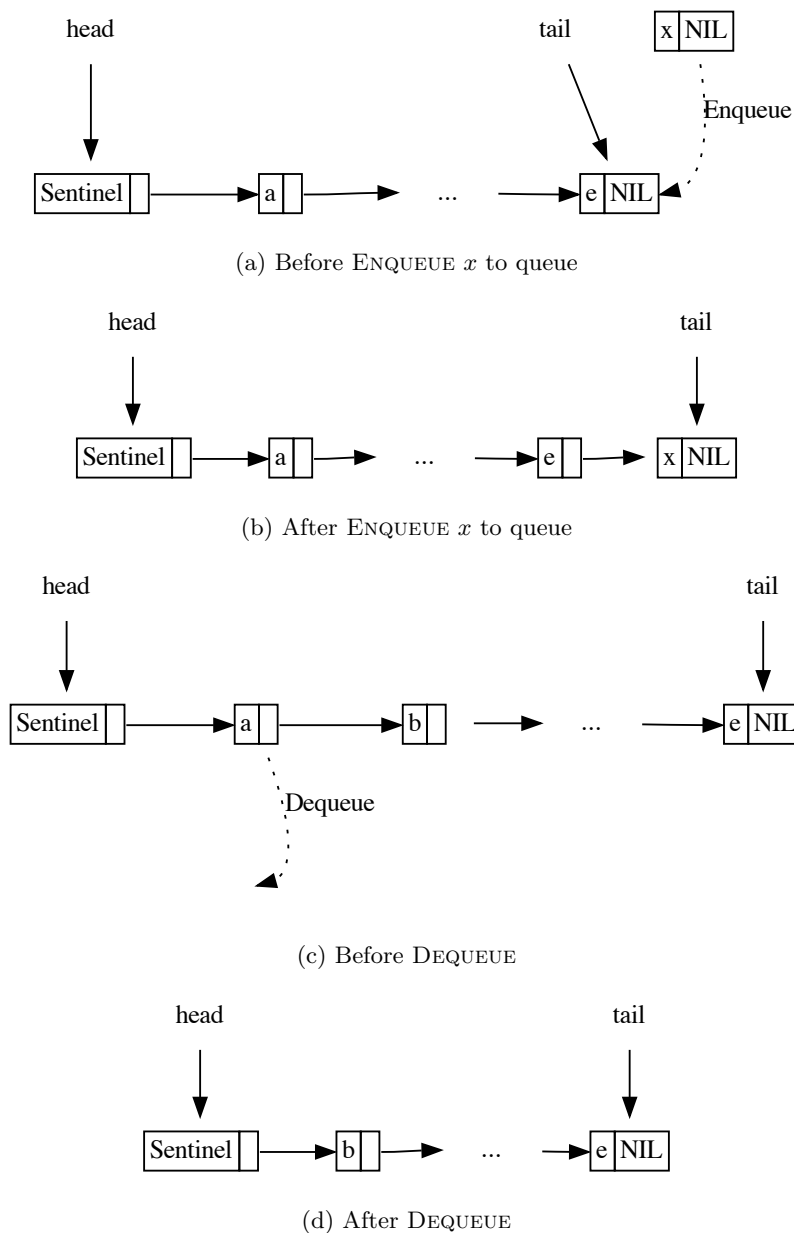 head tail x NIL
Enqueue
Sentinel a ... e NIL
(a) Before ENQUEUE x to queue
head tail
Sentinel a ... e x NIL
(b) After ENQUEUE x to queue
head tail
Sentinel a b ... e NIL
Dequeue
(c) Before DEQUEUE
head tail
Sentinel b ... e NIL
(d) After DEQUEUE